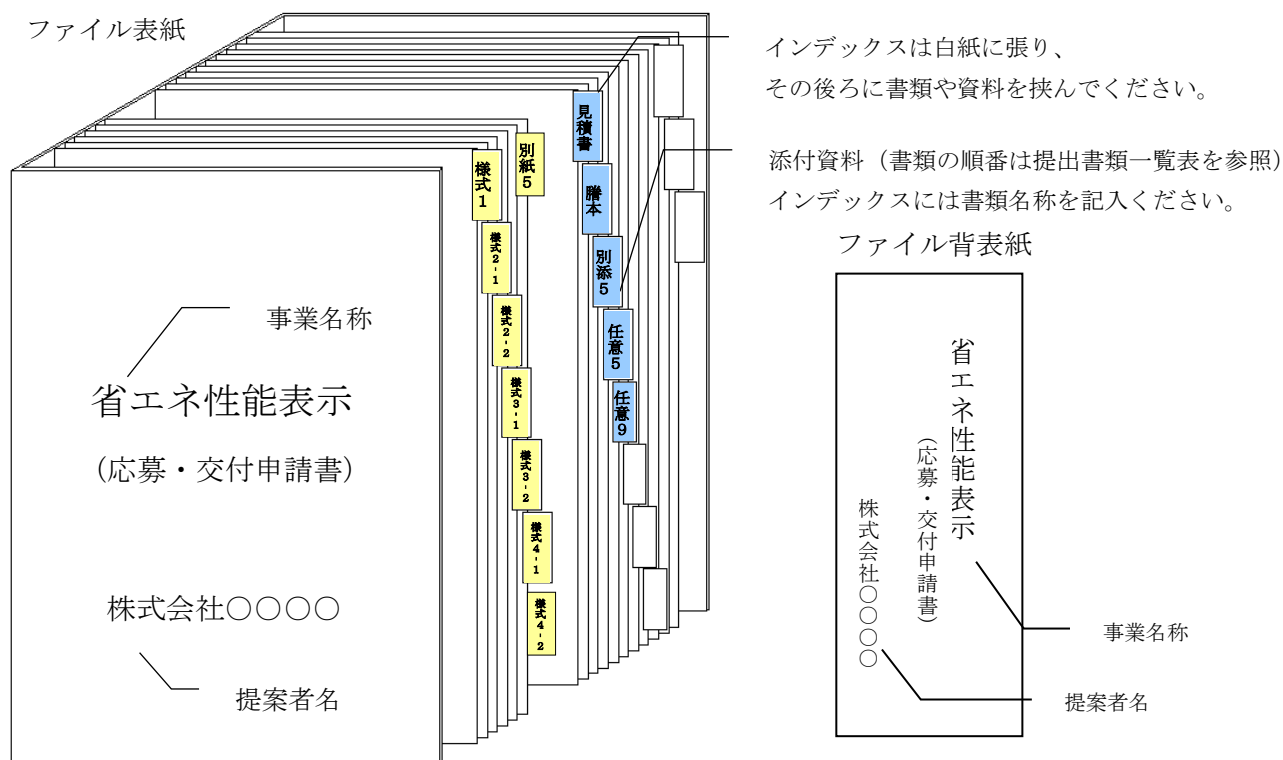 ファイル表紙
インデックスは白紙に張り、
その後ろに書類や資料を挟んでください。
添付資料（書類の順番は提出書類一覧表を参照）
インデックスには書類名称を記入ください。
見積書
謄本
別添5
任意5
任意9
別紙5
様式1
様式2-1
様式2-2
様式3-1
様式3-2
様式4-1
様式4-2
事業名称
省エネ性能表示
（応募・交付申請書）
株式会社○○○○
提案者名
ファイル背表紙
省エネ性能表示
（応募・交付申請書）
株式会社○○○○
事業名称
提案者名